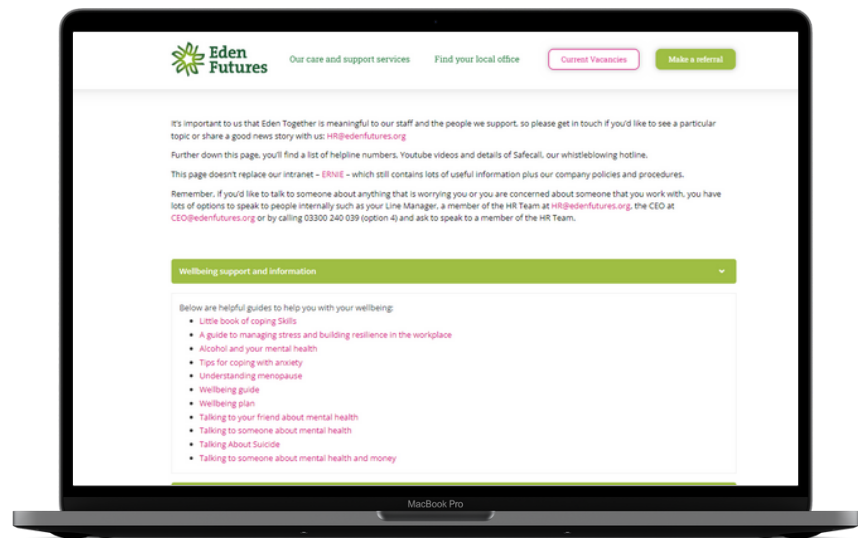 Eden
Futures
Our care and support services
Find your local office
Current Vacancies
Make a referral
It's important to us that Eden Together is meaningful to our staff and the people we support, so please get in touch if you'd like to see a particular
topic or share a good news story with us: HR@edenfutures.org
Further down this page, you'll find a list of helpline numbers, Youtube videos and details of Safecall, our whistleblowing hotline.
This page doesn't replace our intranet – ERNIE – which still contains lots of useful information plus our company policies and procedures.
Remember, if you'd like to talk to someone about anything that is worrying you or you are concerned about someone that you work with, you have
lots of options to speak to people internally such as your Line Manager, a member of the HR Team at HR@edenfutures.org, the CEO at
CEO@edenfutures.org or by calling 03300 240 039 (option 4) and ask to speak to a member of the HR Team.
Wellbeing support and information
Below are helpful guides to help you with your wellbeing:
• Little book of coping Skills
• A guide to managing stress and building resilience in the workplace
• Alcohol and your mental health
• Tips for coping with anxiety
• Understanding menopause
• Wellbeing guide
• Wellbeing plan
• Talking to your friend about mental health
• Talking to someone about mental health
• Talking About Suicide
• Talking to someone about mental health and money
MacBook Pro